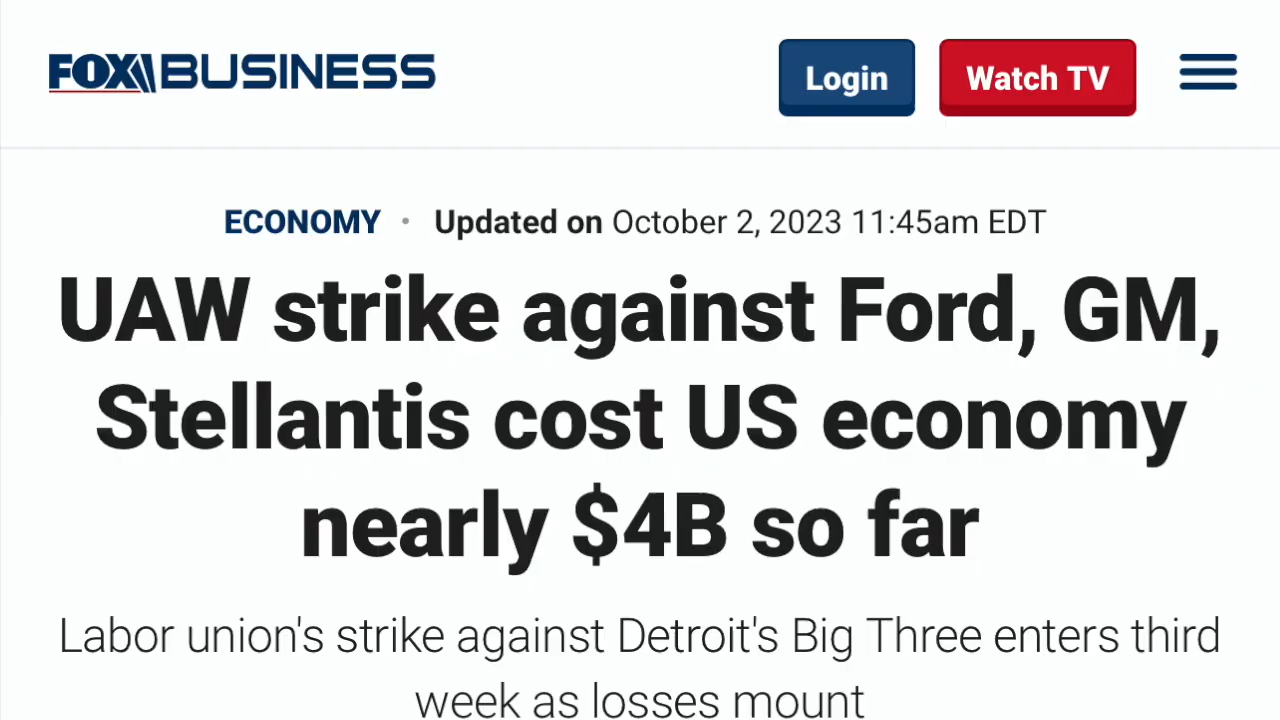 FOX BUSINESS
Login
Watch TV
ECONOMY • Updated on October 2, 2023 11:45am EDT
UAW strike against Ford, GM,
Stellantis cost US economy
nearly $4B so far
Labor union's strike against Detroit's Big Three enters third
week as losses mount